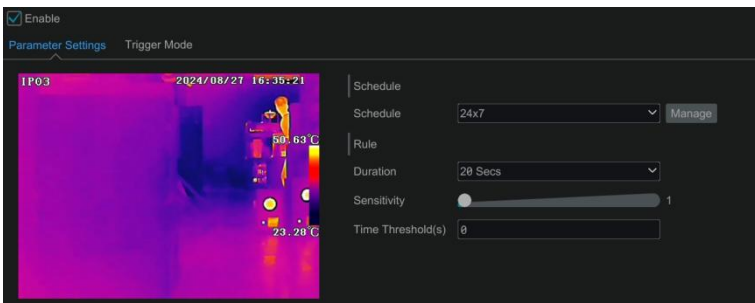 Enable
Parameter Settings Trigger Mode
IP03 2024/08/27 16:35:21
50.63°C
23.28°C
Schedule
Schedule 24x7 Manage
Rule
Duration 20 Secs
Sensitivity 1
Time Threshold(s) 0